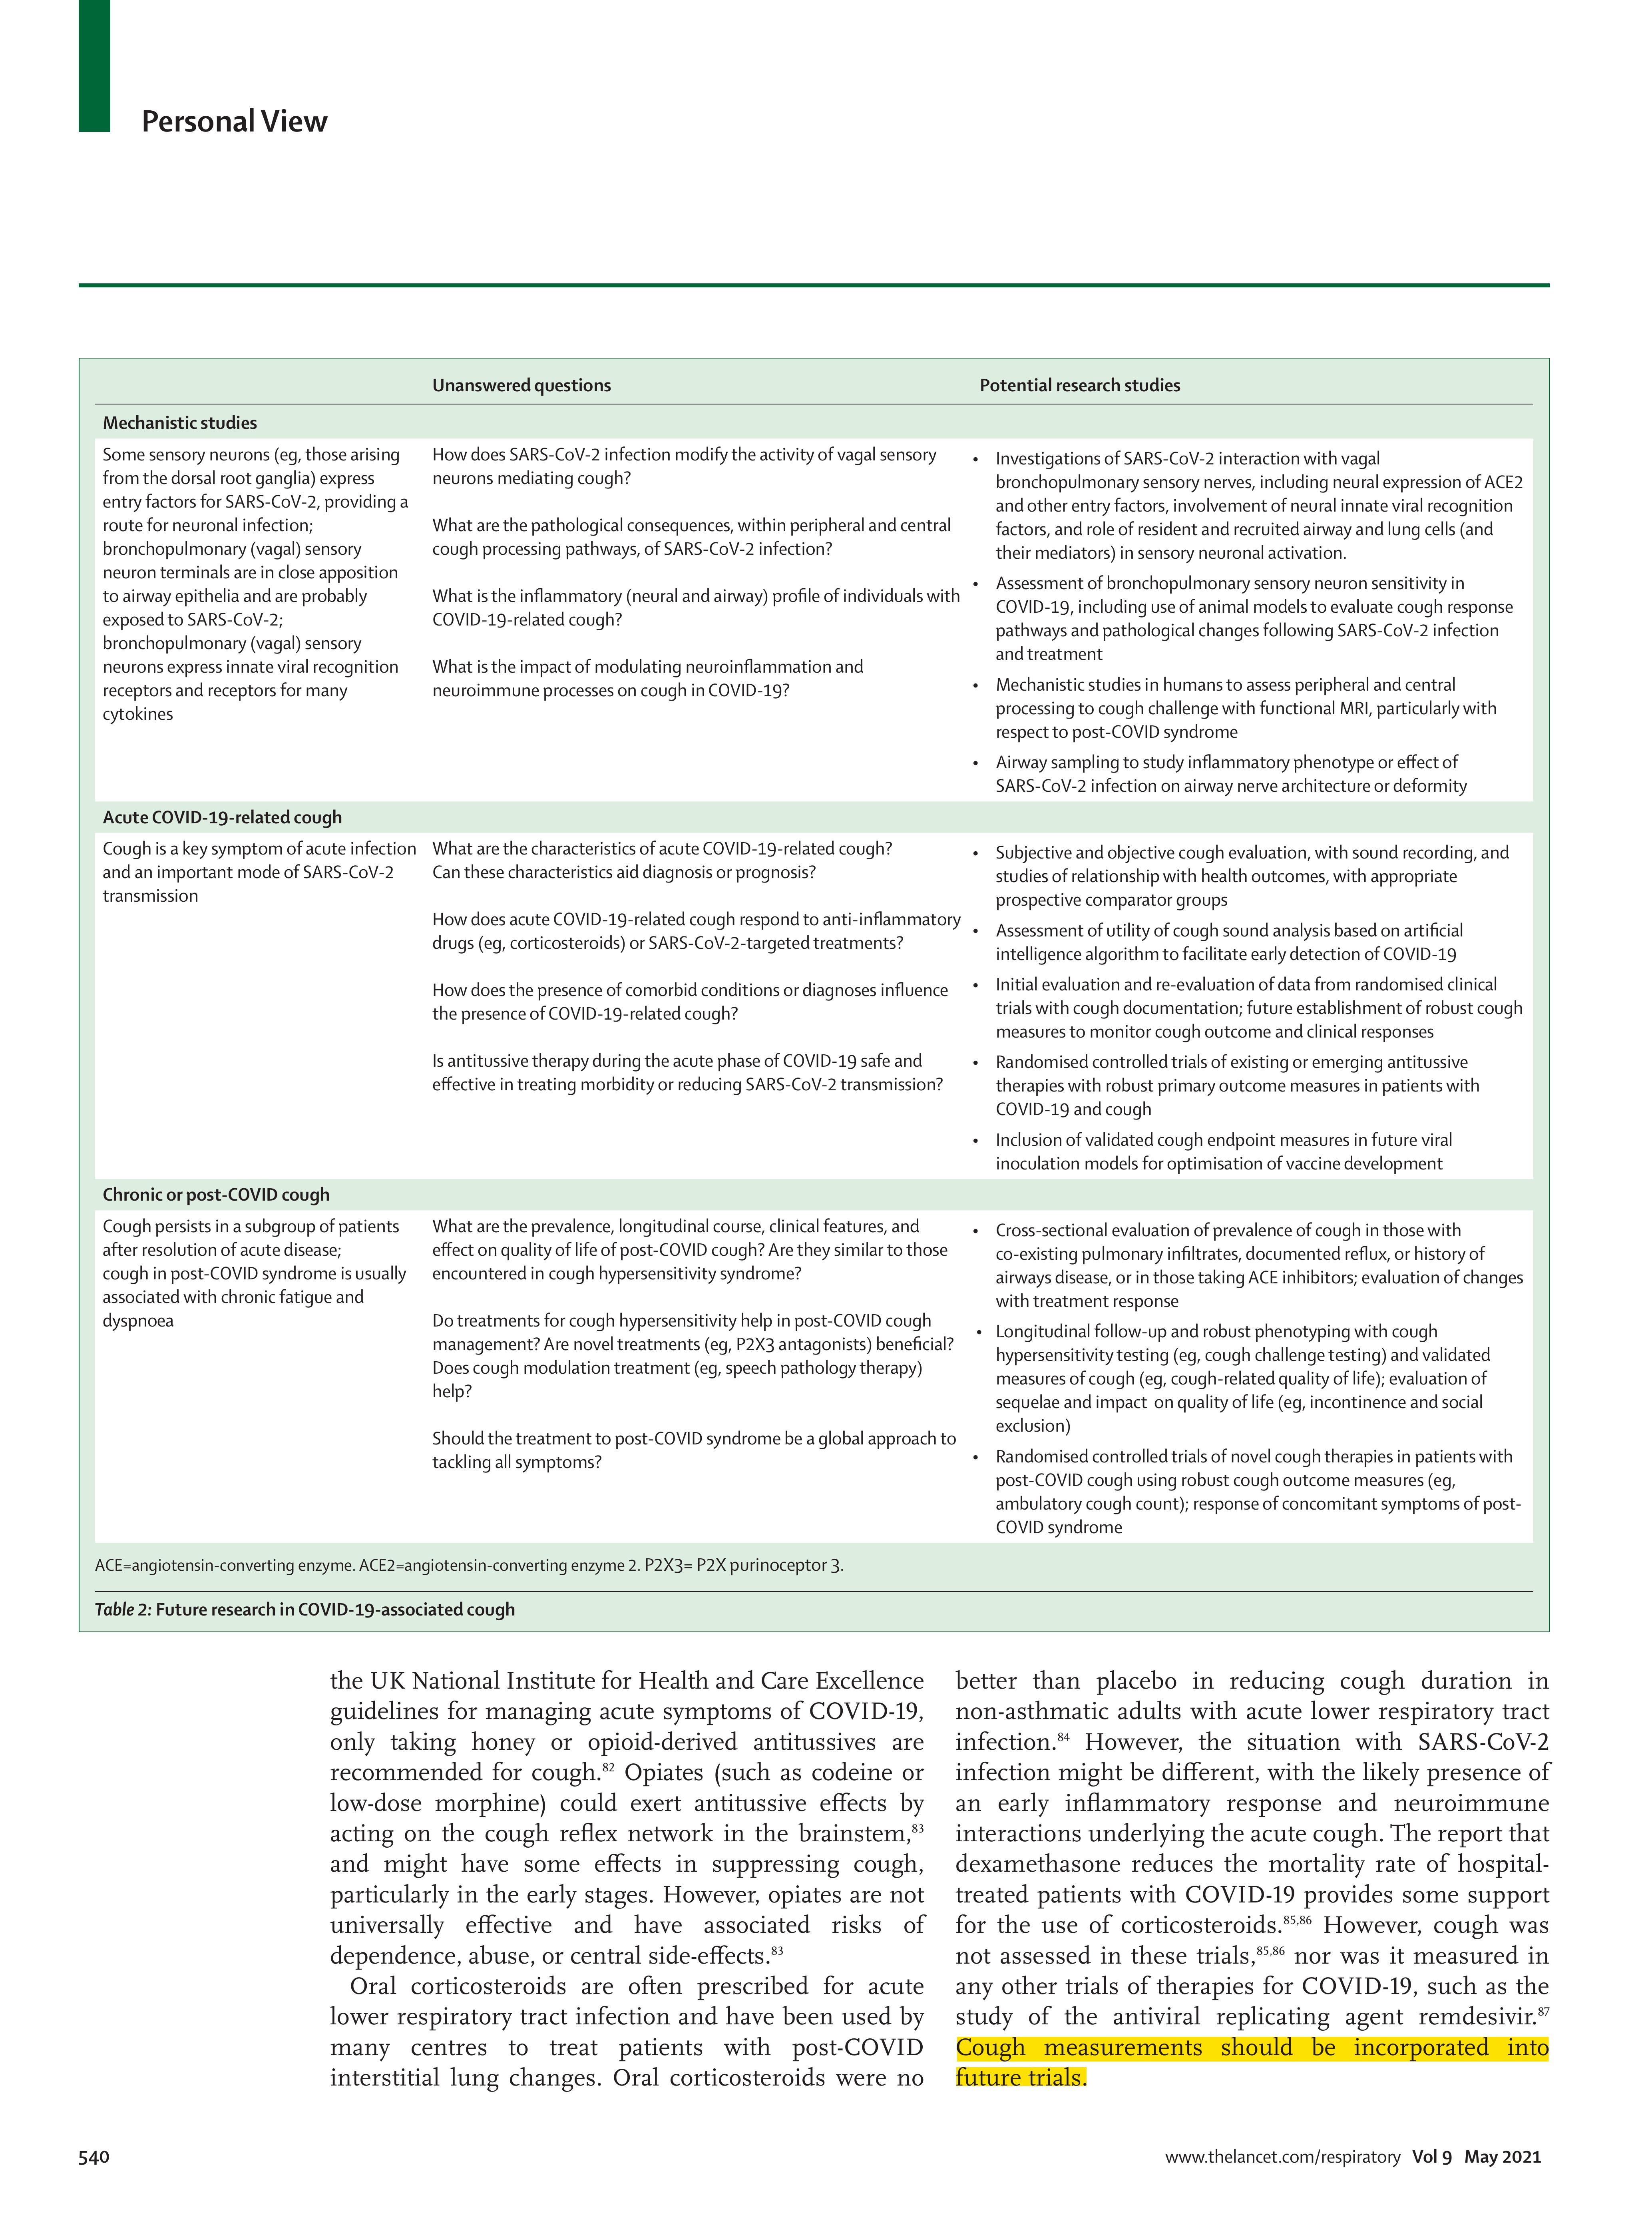 Personal View
Unanswered questions
Potential research studies
Mechanistic studies
Some sensory neurons (eg, those arising
from the dorsal root ganglia) express
entry factors for SARS-CoV-2, providing a
route for neuronal infection;
bronchopulmonary (vagal) sensory
neuron terminals are in close apposition
to airway epithelia and are probably
exposed to SARS-CoV-2;
bronchopulmonary (vagal) sensory
neurons express innate viral recognition
receptors and receptors for many
cytokines
How does SARS-CoV-2 infection modify the activity of vagal sensory
neurons mediating cough?
What are the pathological consequences, within peripheral and central
cough processing pathways, of SARS-CoV-2 infection?
What is the inflammatory (neural and airway) profile of individuals with
COVID-19-related cough?
What is the impact of modulating neuroinflammation and
neuroimmune processes on cough in COVID-19?
• Investigations of SARS-CoV-2 interaction with vagal
bronchopulmonary sensory nerves, including neural expression of ACE2
and other entry factors, involvement of neural innate viral recognition
factors, and role of resident and recruited airway and lung cells (and
their mediators) in sensory neuronal activation.
• Assessment of bronchopulmonary sensory neuron sensitivity in
COVID-19, including use of animal models to evaluate cough response
pathways and pathological changes following SARS-CoV-2 infection
and treatment
• Mechanistic studies in humans to assess peripheral and central
processing to cough challenge with functional MRI, particularly with
respect to post-COVID syndrome
• Airway sampling to study inflammatory phenotype or effect of
SARS-CoV-2 infection on airway nerve architecture or deformity
Acute COVID-19-related cough
Cough is a key symptom of acute infection
and an important mode of SARS-CoV-2
transmission
What are the characteristics of acute COVID-19-related cough?
Can these characteristics aid diagnosis or prognosis?
How does acute COVID-19-related cough respond to anti-inflammatory
drugs (eg, corticosteroids) or SARS-CoV-2-targeted treatments?
How does the presence of comorbid conditions or diagnoses influence
the presence of COVID-19-related cough?
Is antitussive therapy during the acute phase of COVID-19 safe and
effective in treating morbidity or reducing SARS-CoV-2 transmission?
• Subjective and objective cough evaluation, with sound recording, and
studies of relationship with health outcomes, with appropriate
prospective comparator groups
• Assessment of utility of cough sound analysis based on artificial
intelligence algorithm to facilitate early detection of COVID-19
• Initial evaluation and re-evaluation of data from randomised clinical
trials with cough documentation; future establishment of robust cough
measures to monitor cough outcome and clinical responses
• Randomised controlled trials of existing or emerging antitussive
therapies with robust primary outcome measures in patients with
COVID-19 and cough
• Inclusion of validated cough endpoint measures in future viral
inoculation models for optimisation of vaccine development
Chronic or post-COVID cough
Cough persists in a subgroup of patients
after resolution of acute disease;
cough in post-COVID syndrome is usually
associated with chronic fatigue and
dyspnoea
What are the prevalence, longitudinal course, clinical features, and
effect on quality of life of post-COVID cough? Are they similar to those
encountered in cough hypersensitivity syndrome?
Do treatments for cough hypersensitivity help in post-COVID cough
management? Are novel treatments (eg, P2X3 antagonists) beneficial?
Does cough modulation treatment (eg, speech pathology therapy)
help?
Should the treatment to post-COVID syndrome be a global approach to
tackling all symptoms?
• Cross-sectional evaluation of prevalence of cough in those with
co-existing pulmonary infiltrates, documented reflux, or history of
airways disease, or in those taking ACE inhibitors; evaluation of changes
with treatment response
• Longitudinal follow-up and robust phenotyping with cough
hypersensitivity testing (eg, cough challenge testing) and validated
measures of cough (eg, cough-related quality of life); evaluation of
sequelae and impact on quality of life (eg, incontinence and social
exclusion)
• Randomised controlled trials of novel cough therapies in patients with
post-COVID cough using robust cough outcome measures (eg,
ambulatory cough count); response of concomitant symptoms of post-
COVID syndrome
ACE=angiotensin-converting enzyme. ACE2=angiotensin-converting enzyme 2. P2X3= P2X purinoceptor 3.
Table 2: Future research in COVID-19-associated cough
the UK National Institute for Health and Care Excellence
guidelines for managing acute symptoms of COVID-19,
only taking honey or opioid-derived antitussives are
recommended for cough.82 Opiates (such as codeine or
low-dose morphine) could exert antitussive effects by
acting on the cough reflex network in the brainstem,83
and might have some effects in suppressing cough,
particularly in the early stages. However, opiates are not
universally effective and have associated risks of
dependence, abuse, or central side-effects.83
Oral corticosteroids are often prescribed for acute
lower respiratory tract infection and have been used by
many centres to treat patients with post-COVID
interstitial lung changes. Oral corticosteroids were no
better than placebo in reducing cough duration in
non-asthmatic adults with acute lower respiratory tract
infection.84 However, the situation with SARS-CoV-2
infection might be different, with the likely presence of
an early inflammatory response and neuroimmune
interactions underlying the acute cough. The report that
dexamethasone reduces the mortality rate of hospital-
treated patients with COVID-19 provides some support
for the use of corticosteroids.85,86 However, cough was
not assessed in these trials,85,86 nor was it measured in
any other trials of therapies for COVID-19, such as the
study of the antiviral replicating agent remdesivir.87
Cough measurements should be incorporated into
future trials.
540
www.thelancet.com/respiratory Vol 9 May 2021